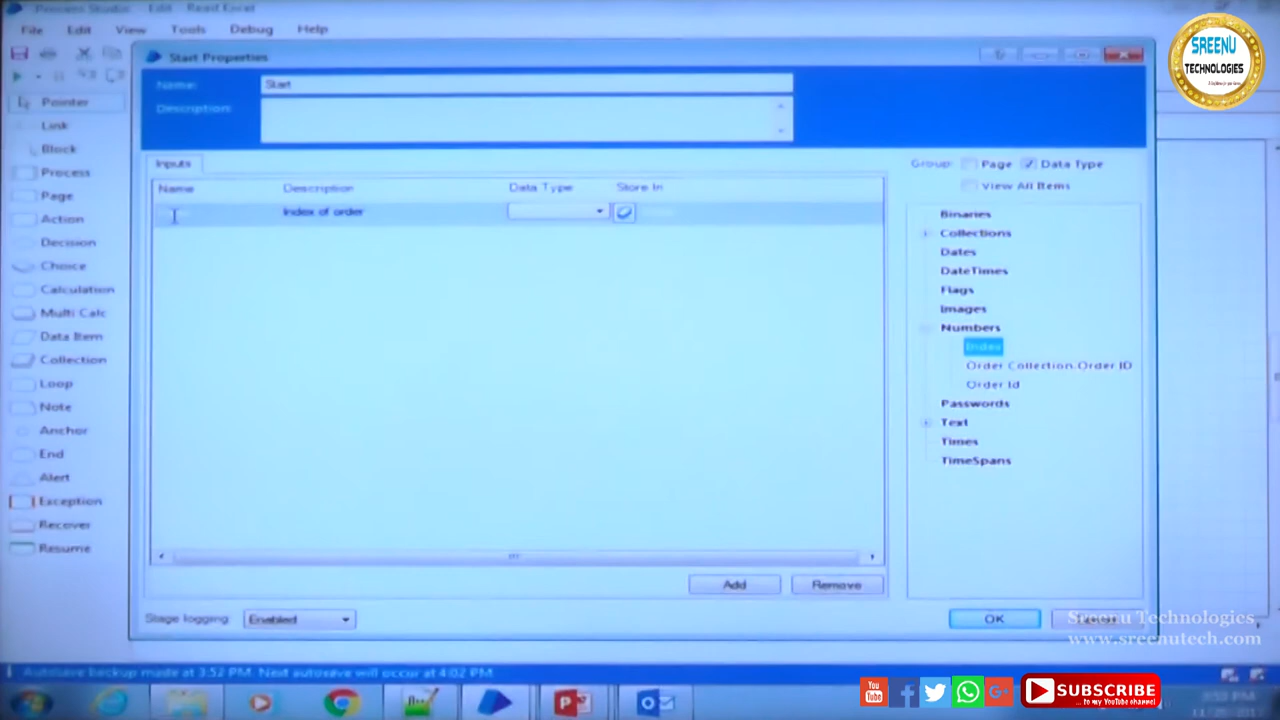 Process Studio Edit Read Excel
File Edit View Tools Debug Help
Start Properties
Name: Start
Description:
Pointer
Link
Block
Process
Page
Action
Decision
Choice
Calculation
Multi Calc
Data Item
Collection
Loop
Note
Anchor
End
Alert
Exception
Recover
Resume
Inputs
Name Description Data Type Store In
Index of order
Group: Page Data Type
View All Items
Binaries
Collections
Dates
DateTimes
Flags
Images
Numbers
Index
Order Collection.Order ID
Order Id
Passwords
Text
Times
TimeSpans
Add Remove
Stage logging: Enabled
OK
Autosave backup made at 3:52 PM. Next autosave will occur at 4:02 PM.
SREENU
TECHNOLOGIES
Sreenu Technologies
www.sreenutech.com
You
Tube
SUBSCRIBE
to my YouTube channel